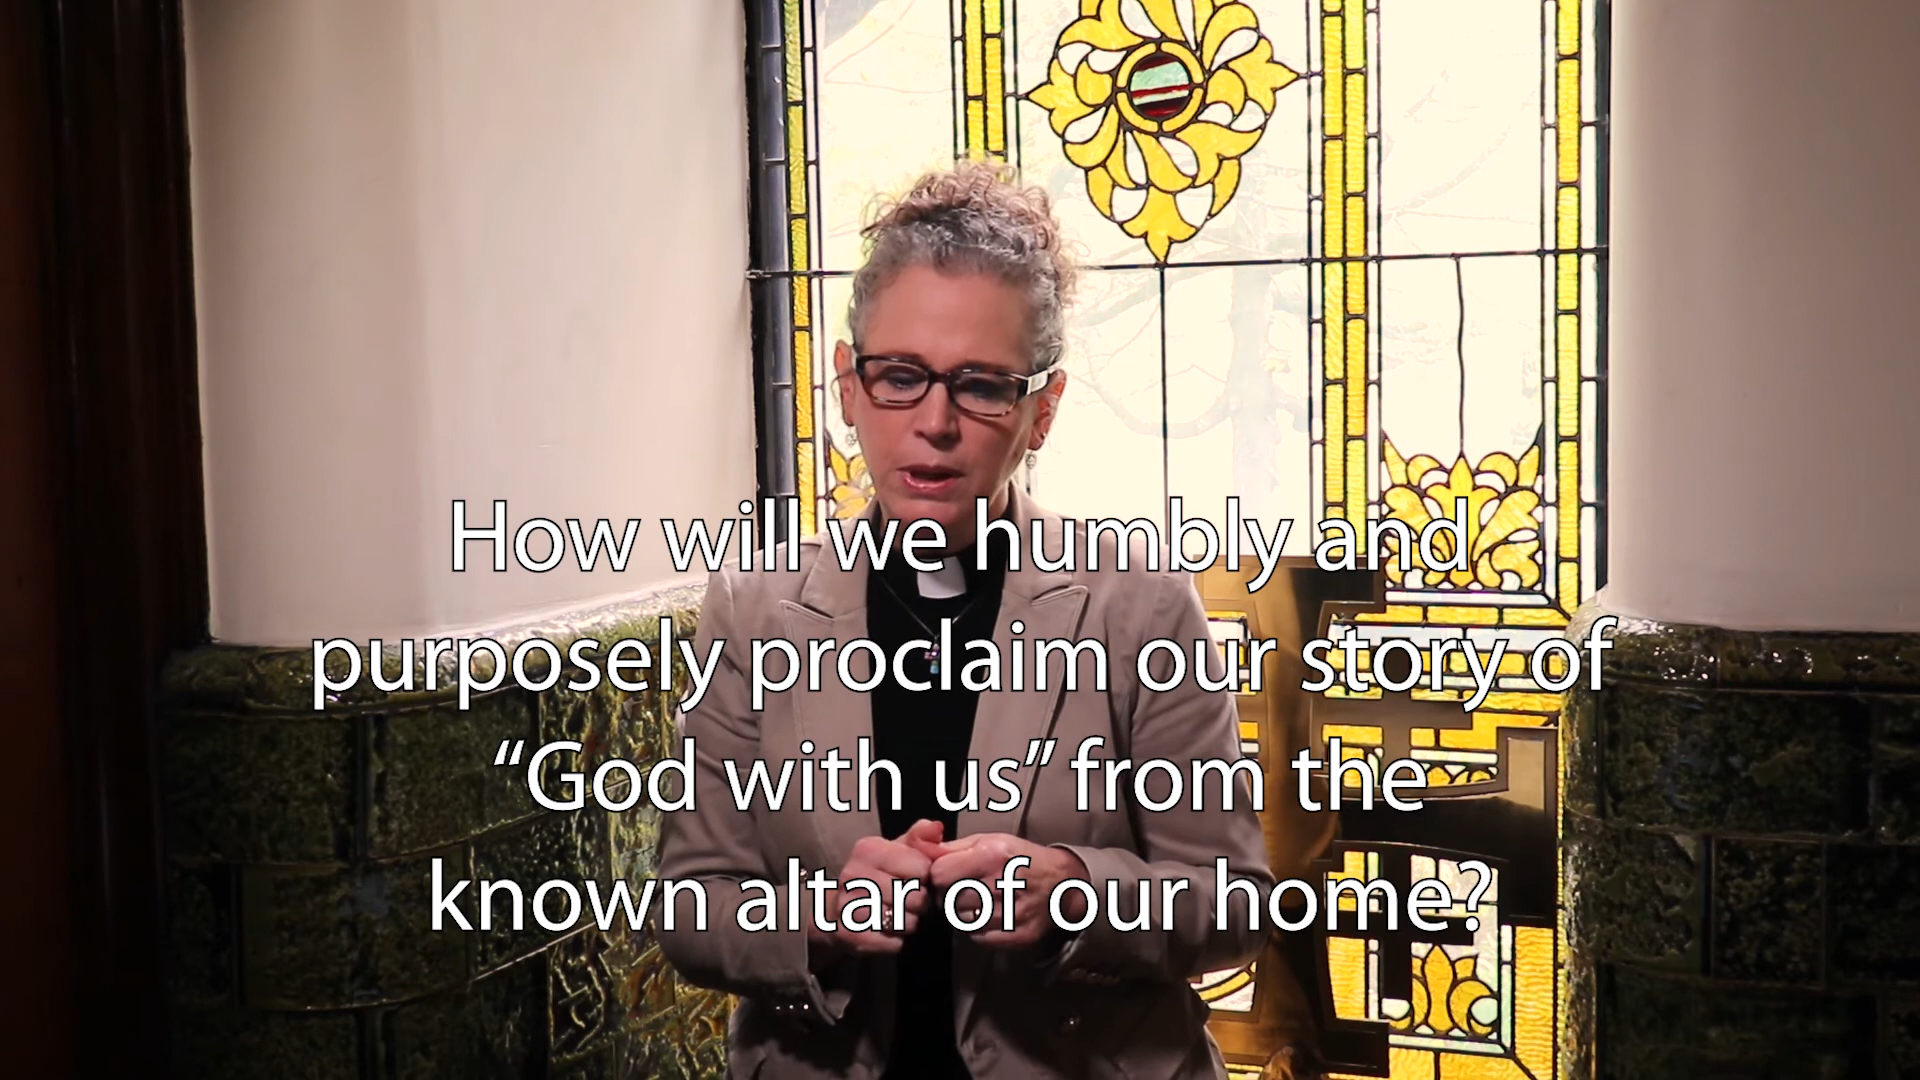 How will we humbly and
purposely proclaim our story of
“God with us” from the
known altar of our home?